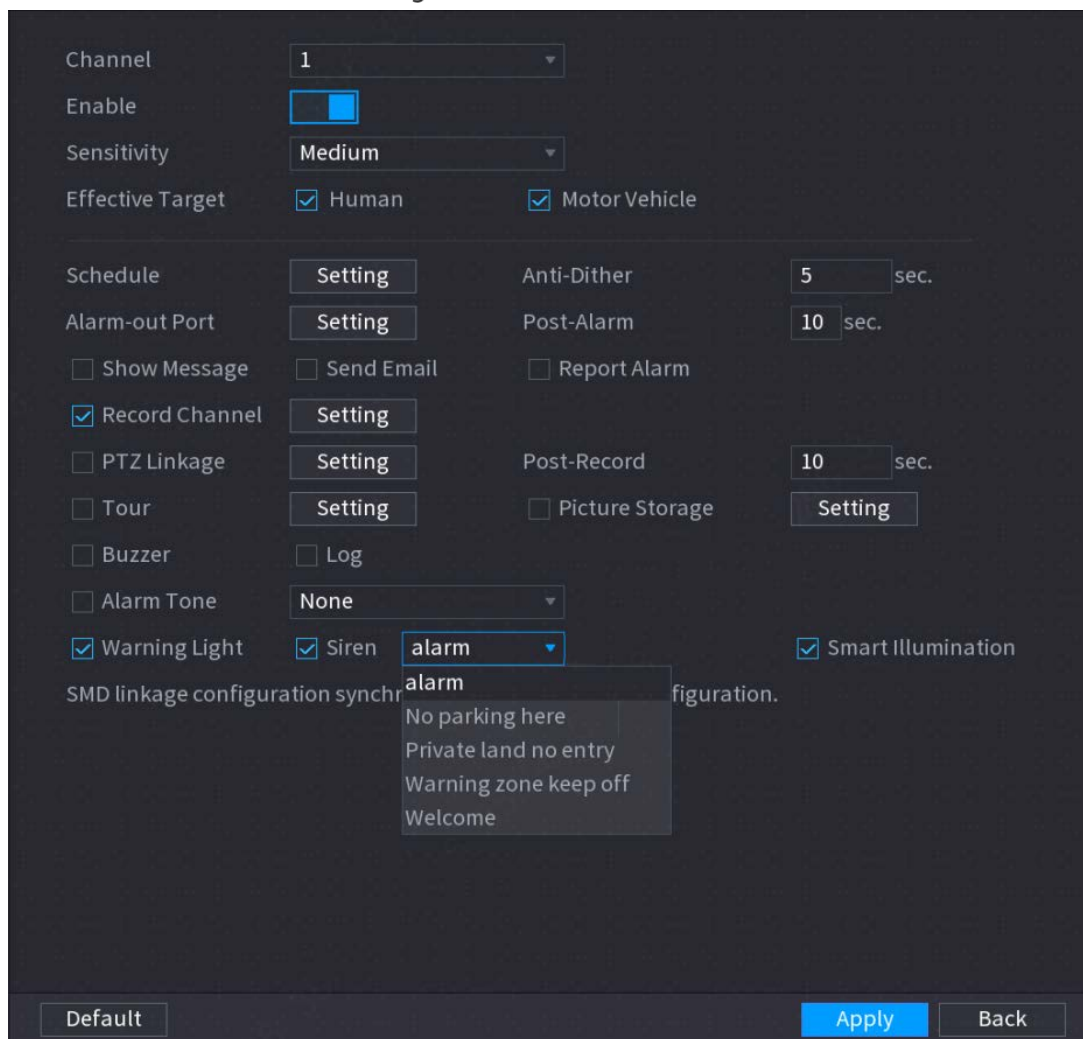 Channel 1
Enable
Sensitivity Medium
Effective Target Human Motor Vehicle
Schedule Setting Anti-Dither 5 sec.
Alarm-out Port Setting Post-Alarm 10 sec.
Show Message Send Email Report Alarm
Record Channel Setting
PTZ Linkage Setting Post-Record 10 sec.
Tour Setting Picture Storage Setting
Buzzer Log
Alarm Tone None
Warning Light Siren alarm Smart Illumination
alarm
SMD linkage configuration
No parking here
Private land no entry
Warning zone keep off
Welcome
Default Apply Back